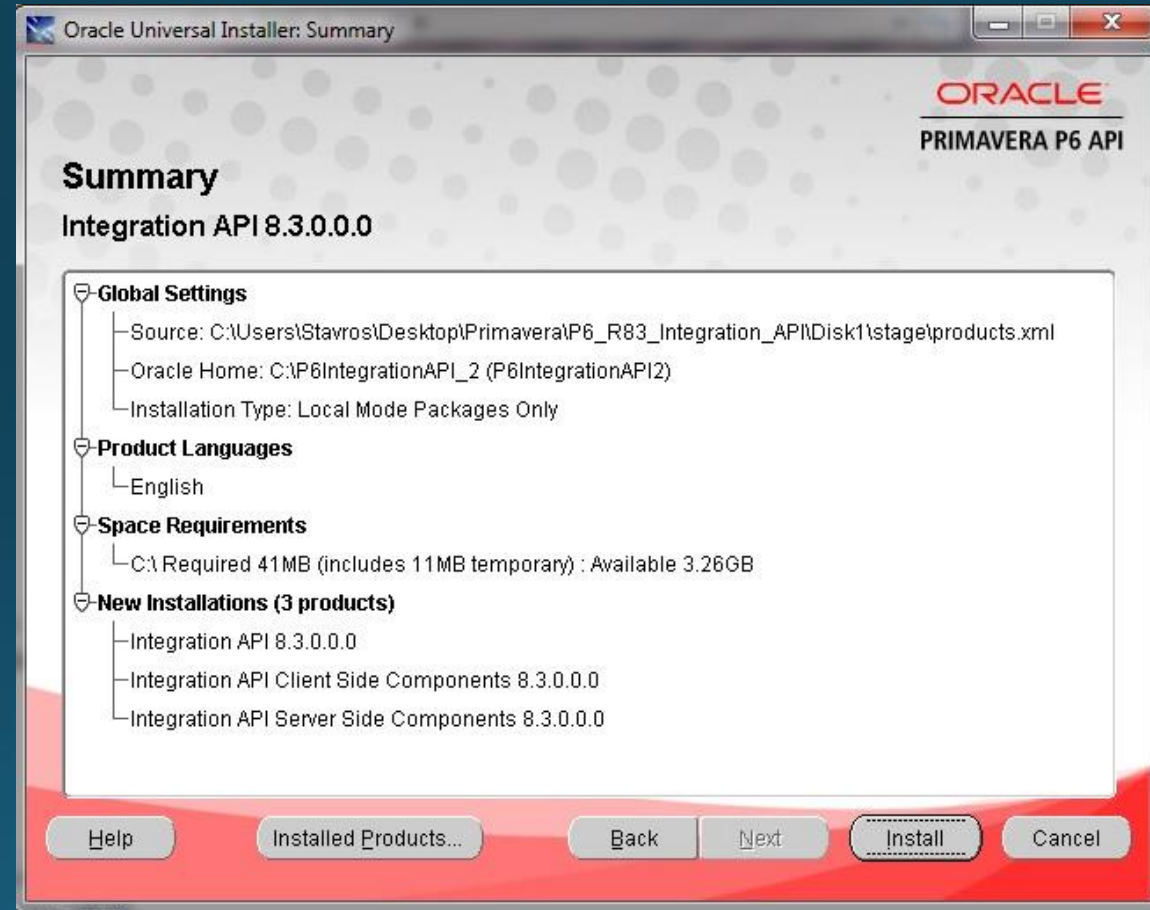 Oracle Universal Installer: Summary
ORACLE
PRIMAVERA P6 API
Summary
Integration API 8.3.0.0.0
Global Settings
Source: C:\Users\Stavros\Desktop\Primavera\P6_R83_Integration_API\Disk1\stage\products.xml
Oracle Home: C:\P6IntegrationAPI_2 (P6IntegrationAPI2)
Installation Type: Local Mode Packages Only
Product Languages
English
Space Requirements
C:\ Required 41MB (includes 11MB temporary) : Available 3.26GB
New Installations (3 products)
Integration API 8.3.0.0.0
Integration API Client Side Components 8.3.0.0.0
Integration API Server Side Components 8.3.0.0.0
Help Installed Products... Back Next Install Cancel